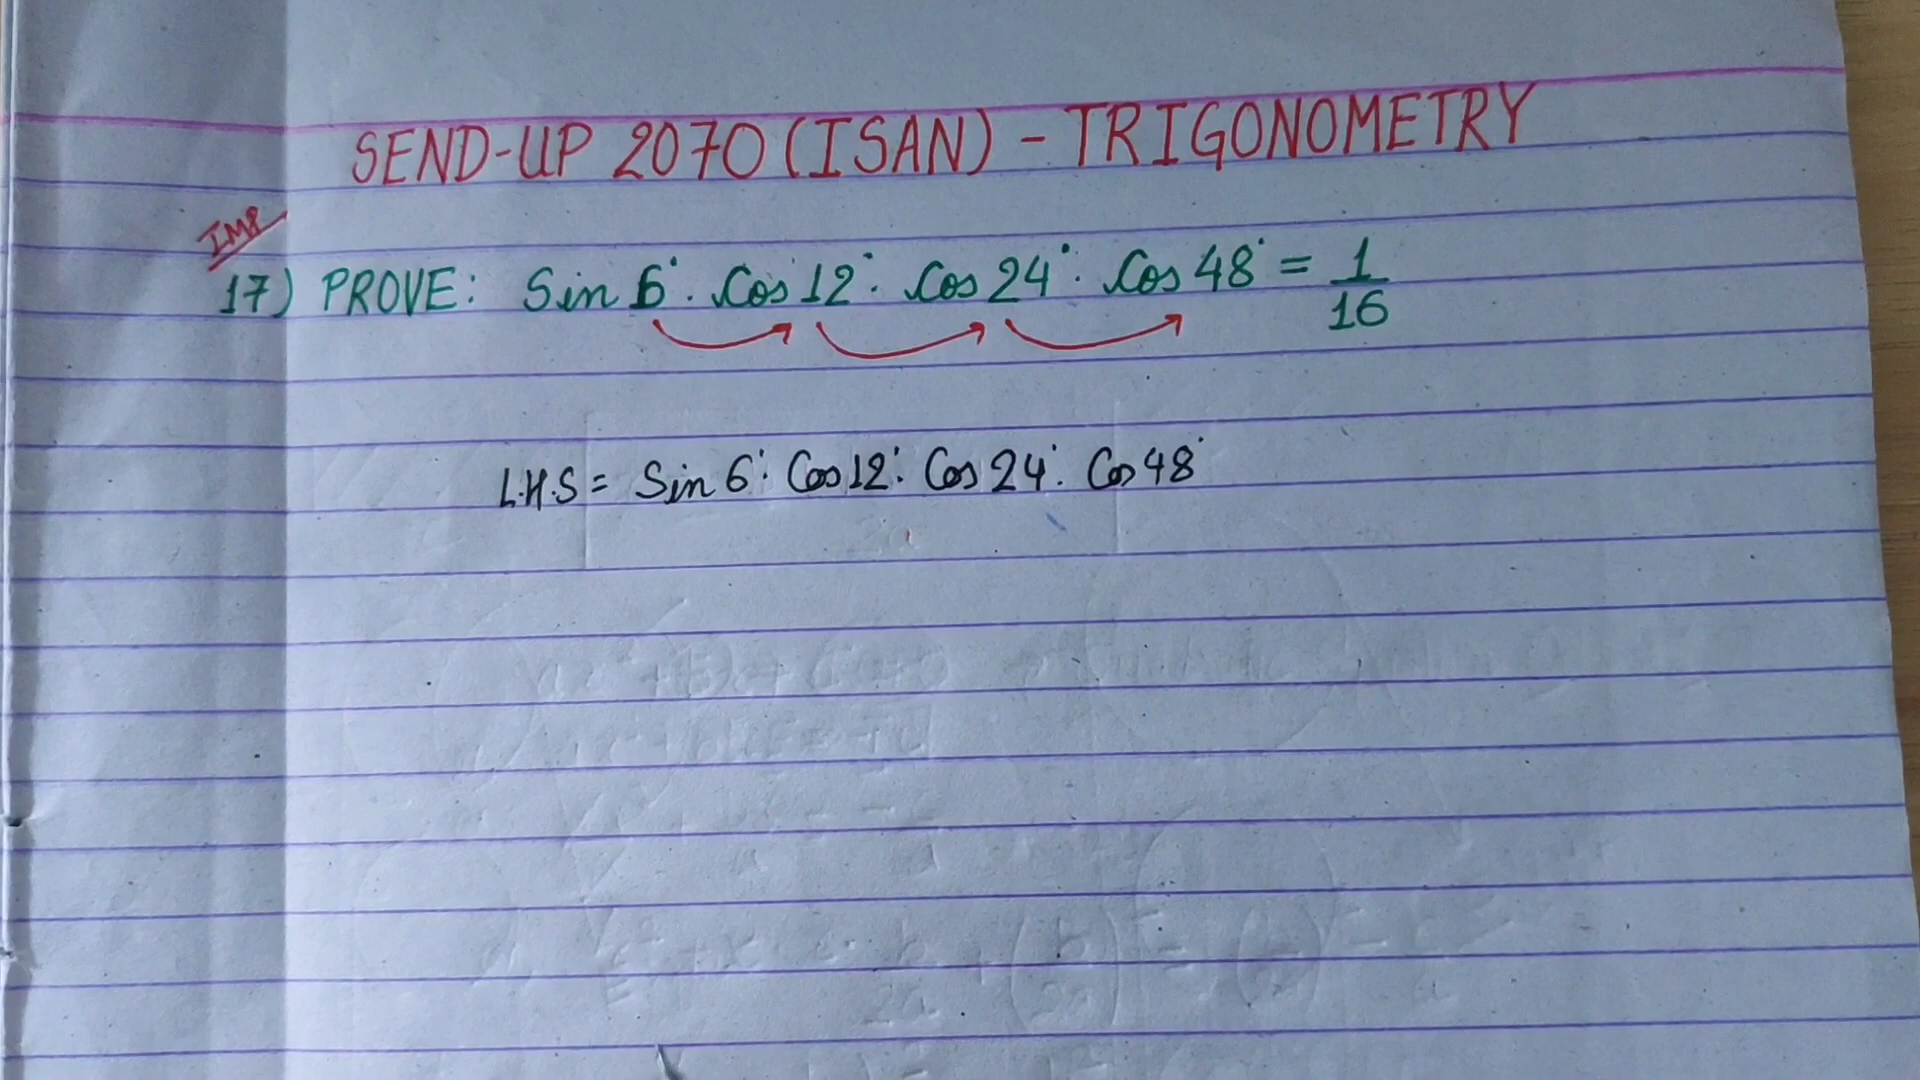 SEND-UP 2070 (ISAN) - TRIGONOMETRY
IMP
17) PROVE: Sin 6°. Cos 12°. Cos 24°. Cos 48° = 1/16
L.H.S = Sin 6°. Cos 12°. Cos 24°. Cos 48°